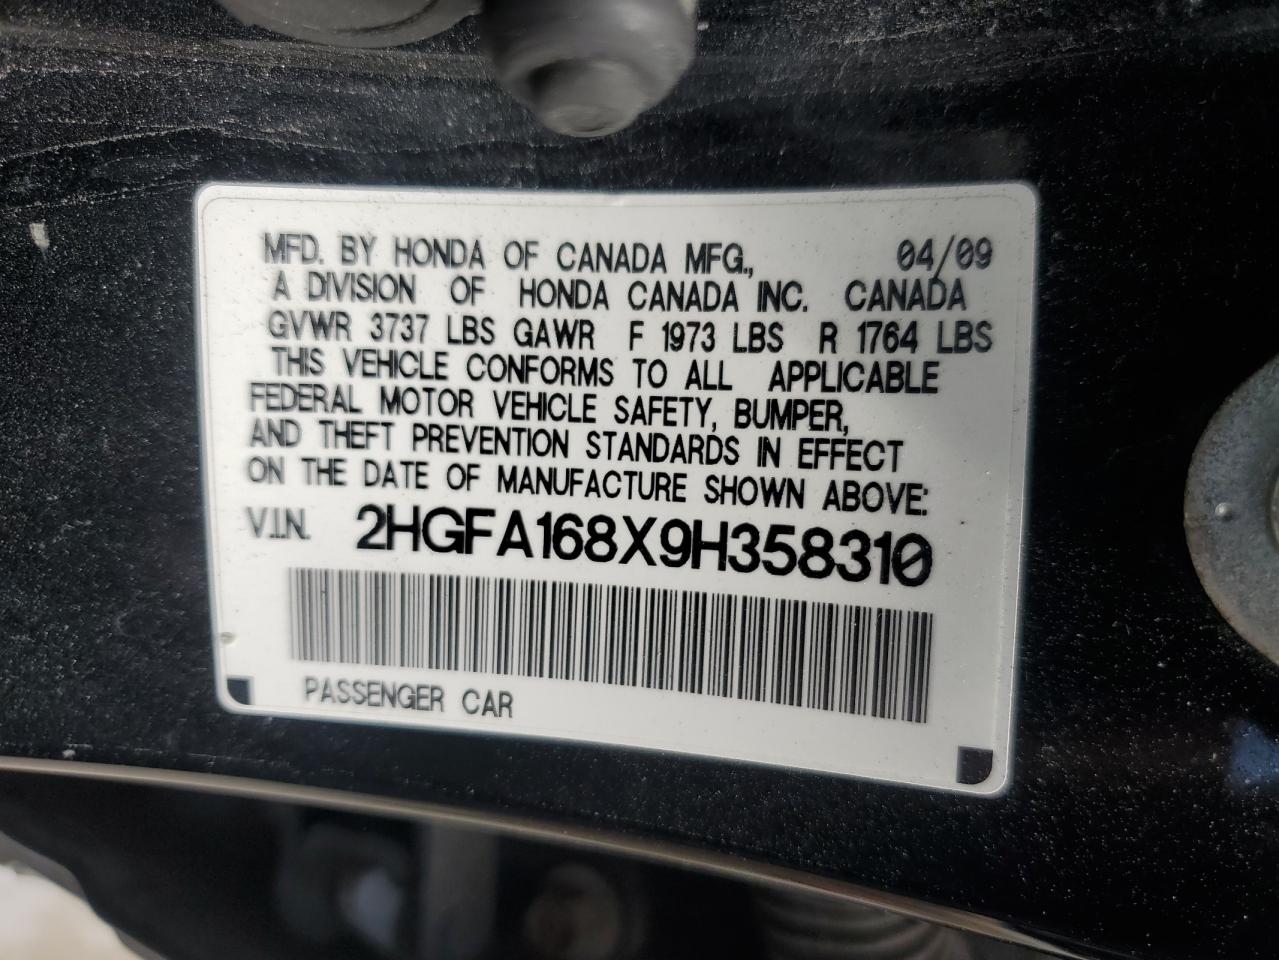 MFD. BY HONDA OF CANADA MFG., 04/09
A DIVISION OF HONDA CANADA INC. CANADA
GVWR 3737 LBS GAWR F 1973 LBS R 1764 LBS
THIS VEHICLE CONFORMS TO ALL APPLICABLE
FEDERAL MOTOR VEHICLE SAFETY, BUMPER,
AND THEFT PREVENTION STANDARDS IN EFFECT
ON THE DATE OF MANUFACTURE SHOWN ABOVE:
V.I.N. 2HGFA168X9H358310
PASSENGER CAR